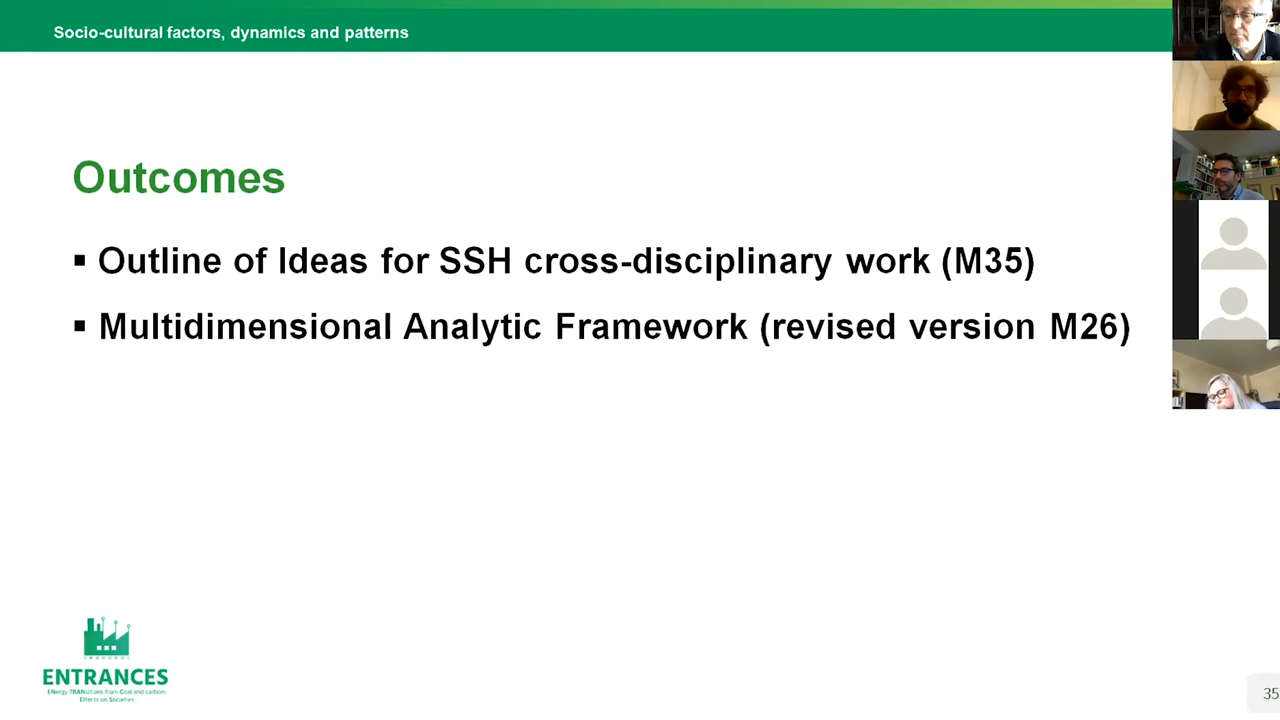 Socio-cultural factors, dynamics and patterns
Outcomes
▪ Outline of Ideas for SSH cross-disciplinary work (M35)
▪ Multidimensional Analytic Framework (revised version M26)
ENTRANCES
ENergy TRANsitions from Coal and carbon:
Effects on Societies
35